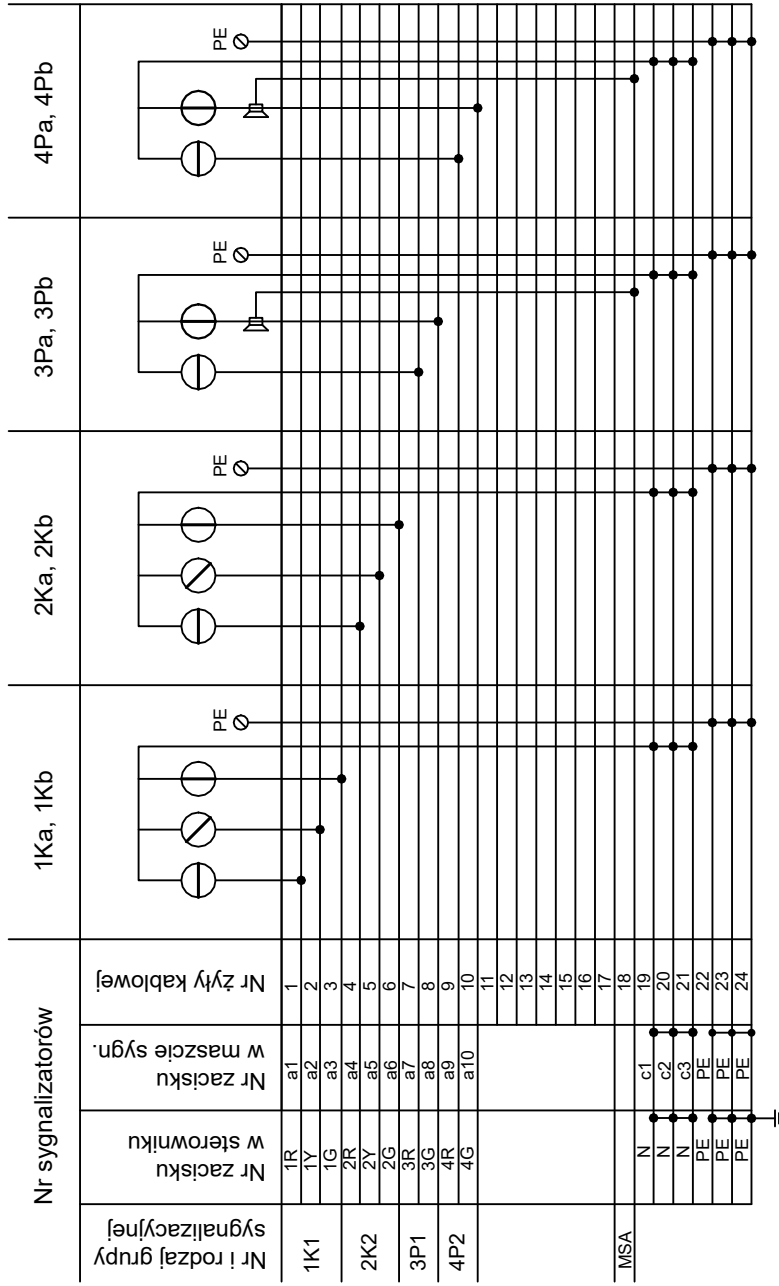 Nr sygnalizatorów
1Ka, 1Kb
2Ka, 2Kb
3Pa, 3Pb
4Pa, 4Pb
Nr i rodzaj grupy
sygnalizacyjnej
Nr zacisku
w sterowniku
Nr zacisku
w maszcie sygn.
Nr żyły kablowej
PE
PE
PE
PE
1K1
1R a1 1
1Y a2 2
1G a3 3
2K2
2R a4 4
2Y a5 5
2G a6 6
3P1
3R a7 7
3G a8 8
4P2
4R a9 9
4G a10 10
11
12
13
14
15
16
17
MSA 18
N c1 19
N c2 20
N c3 21
PE PE 22
PE PE 23
PE PE 24